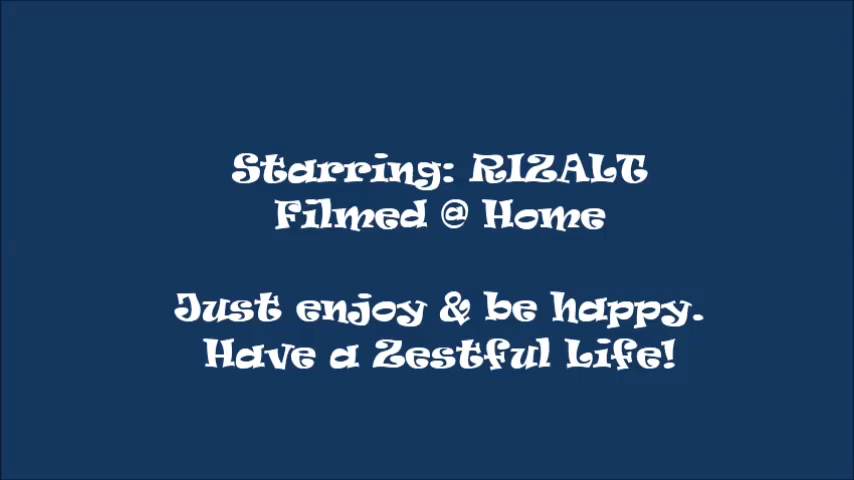 Starring: RIZALT
Filmed @ Home
Just enjoy & be happy.
Have a Zestful Life!